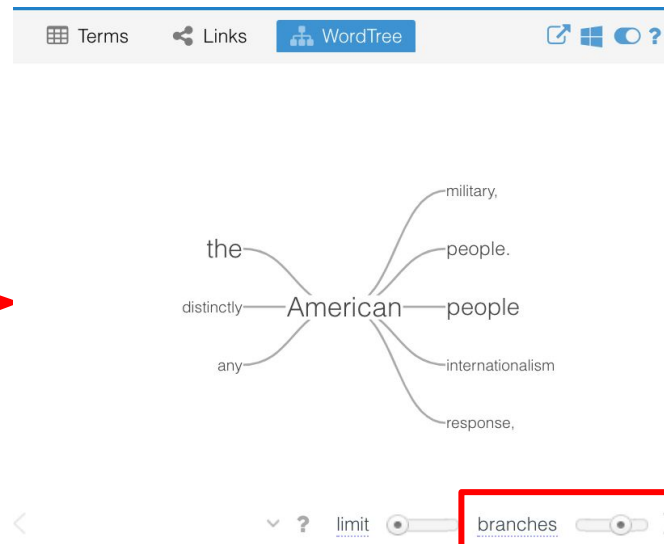 Terms Links WordTree ?
military,
the people.
distinctly American people
any internationalism
response,
? limit branches